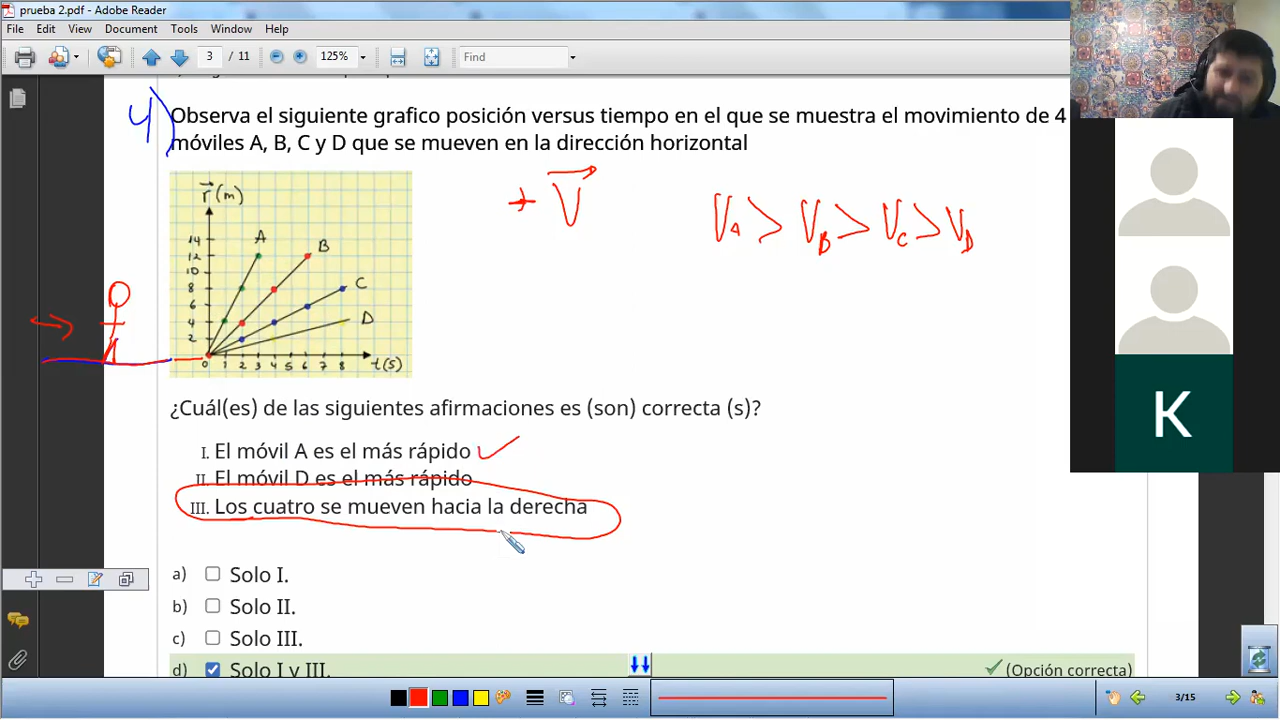 prueba 2.pdf - Adobe Reader
File Edit View Document Tools Window Help
3 / 11 125% Find
4) Observa el siguiente grafico posición versus tiempo en el que se muestra el movimiento de 4
móviles A, B, C y D que se mueven en la dirección horizontal
r (m)
+ V
VA > VB > VC > VD
14
12
10
8
6
4
2
A
B
C
D
0 1 2 3 4 5 6 7 8 t(s)
¿Cuál(es) de las siguientes afirmaciones es (son) correcta (s)?
I. El móvil A es el más rápido
II. El móvil D es el más rápido
III. Los cuatro se mueven hacia la derecha
a) Solo I.
b) Solo II.
c) Solo III.
d) Solo I y III. (Opción correcta)
K
3/15